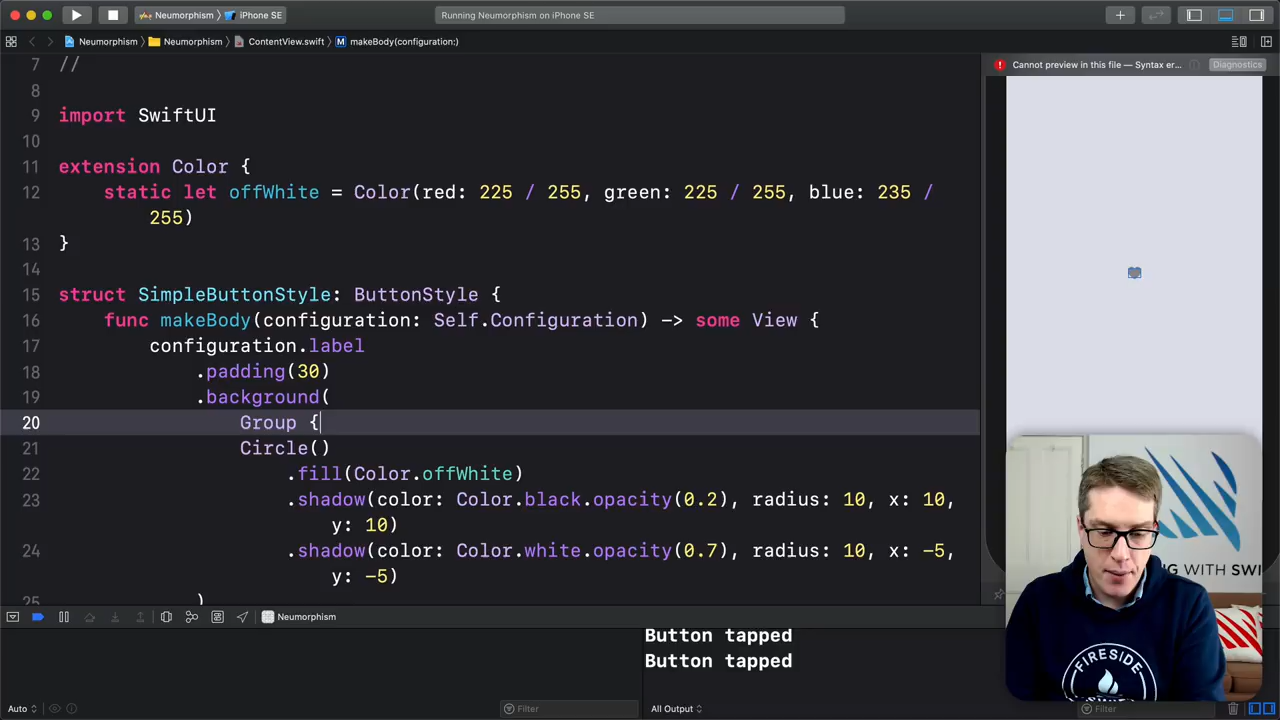 Neumorphism
iPhone SE
Running Neumorphism on iPhone SE
Neumorphism
Neumorphism
ContentView.swift
M makeBody(configuration:)
Cannot preview in this file — Syntax er...
Diagnostics
7 //
8
9 import SwiftUI
10
11 extension Color {
12 static let offWhite = Color(red: 225 / 255, green: 225 / 255, blue: 235 /
255)
13 }
14
15 struct SimpleButtonStyle: ButtonStyle {
16 func makeBody(configuration: Self.Configuration) -> some View {
17 configuration.label
18 .padding(30)
19 .background(
20 Group {
21 Circle()
22 .fill(Color.offWhite)
23 .shadow(color: Color.black.opacity(0.2), radius: 10, x: 10,
y: 10)
24 .shadow(color: Color.white.opacity(0.7), radius: 10, x: -5,
y: -5)
25 )
Neumorphism
Button tapped
Button tapped
Auto
Filter
All Output
Filter
WITH SWI
FIRESIDE